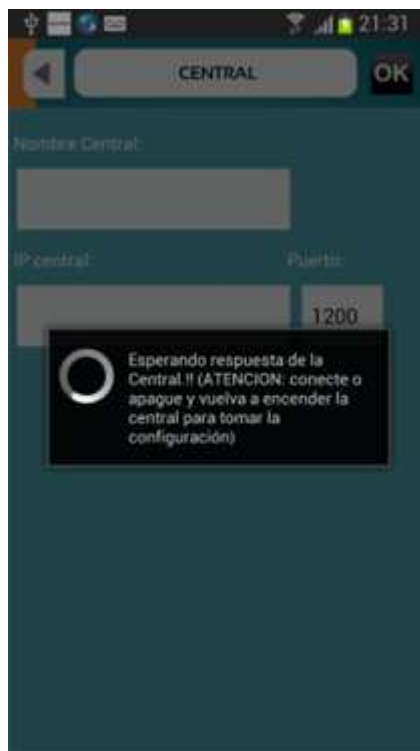 21:31
CENTRAL
OK
Nombre Central:
IP central:
Puerto:
1200
Esperando respuesta de la
Central !! (ATENCION: conecte o
apague y vuelva a encender la
central para tomar la
configuración)